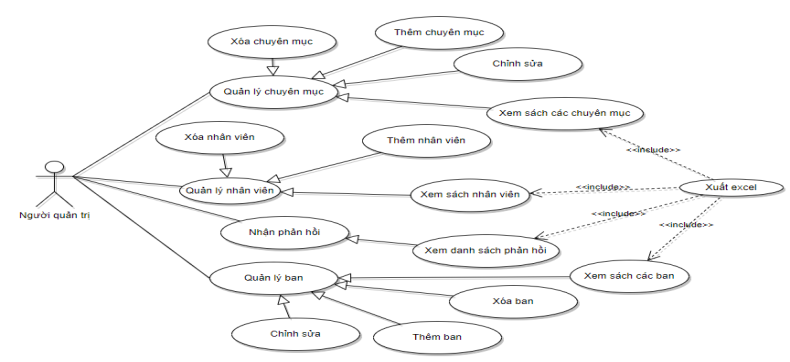 Xóa chuyên mục
Thêm chuyên mục
Chỉnh sửa
Quản lý chuyên mục
Xem sách các chuyên mục
Xóa nhân viên
Thêm nhân viên
<<include>>
Quản lý nhân viên
Xem sách nhân viên
<<include>>
Xuất excel
Người quản trị
<<include>>
<<include>>
Nhận phản hồi
Xem danh sách phản hồi
Quản lý ban
Xem sách các ban
Xóa ban
Chỉnh sửa
Thêm ban